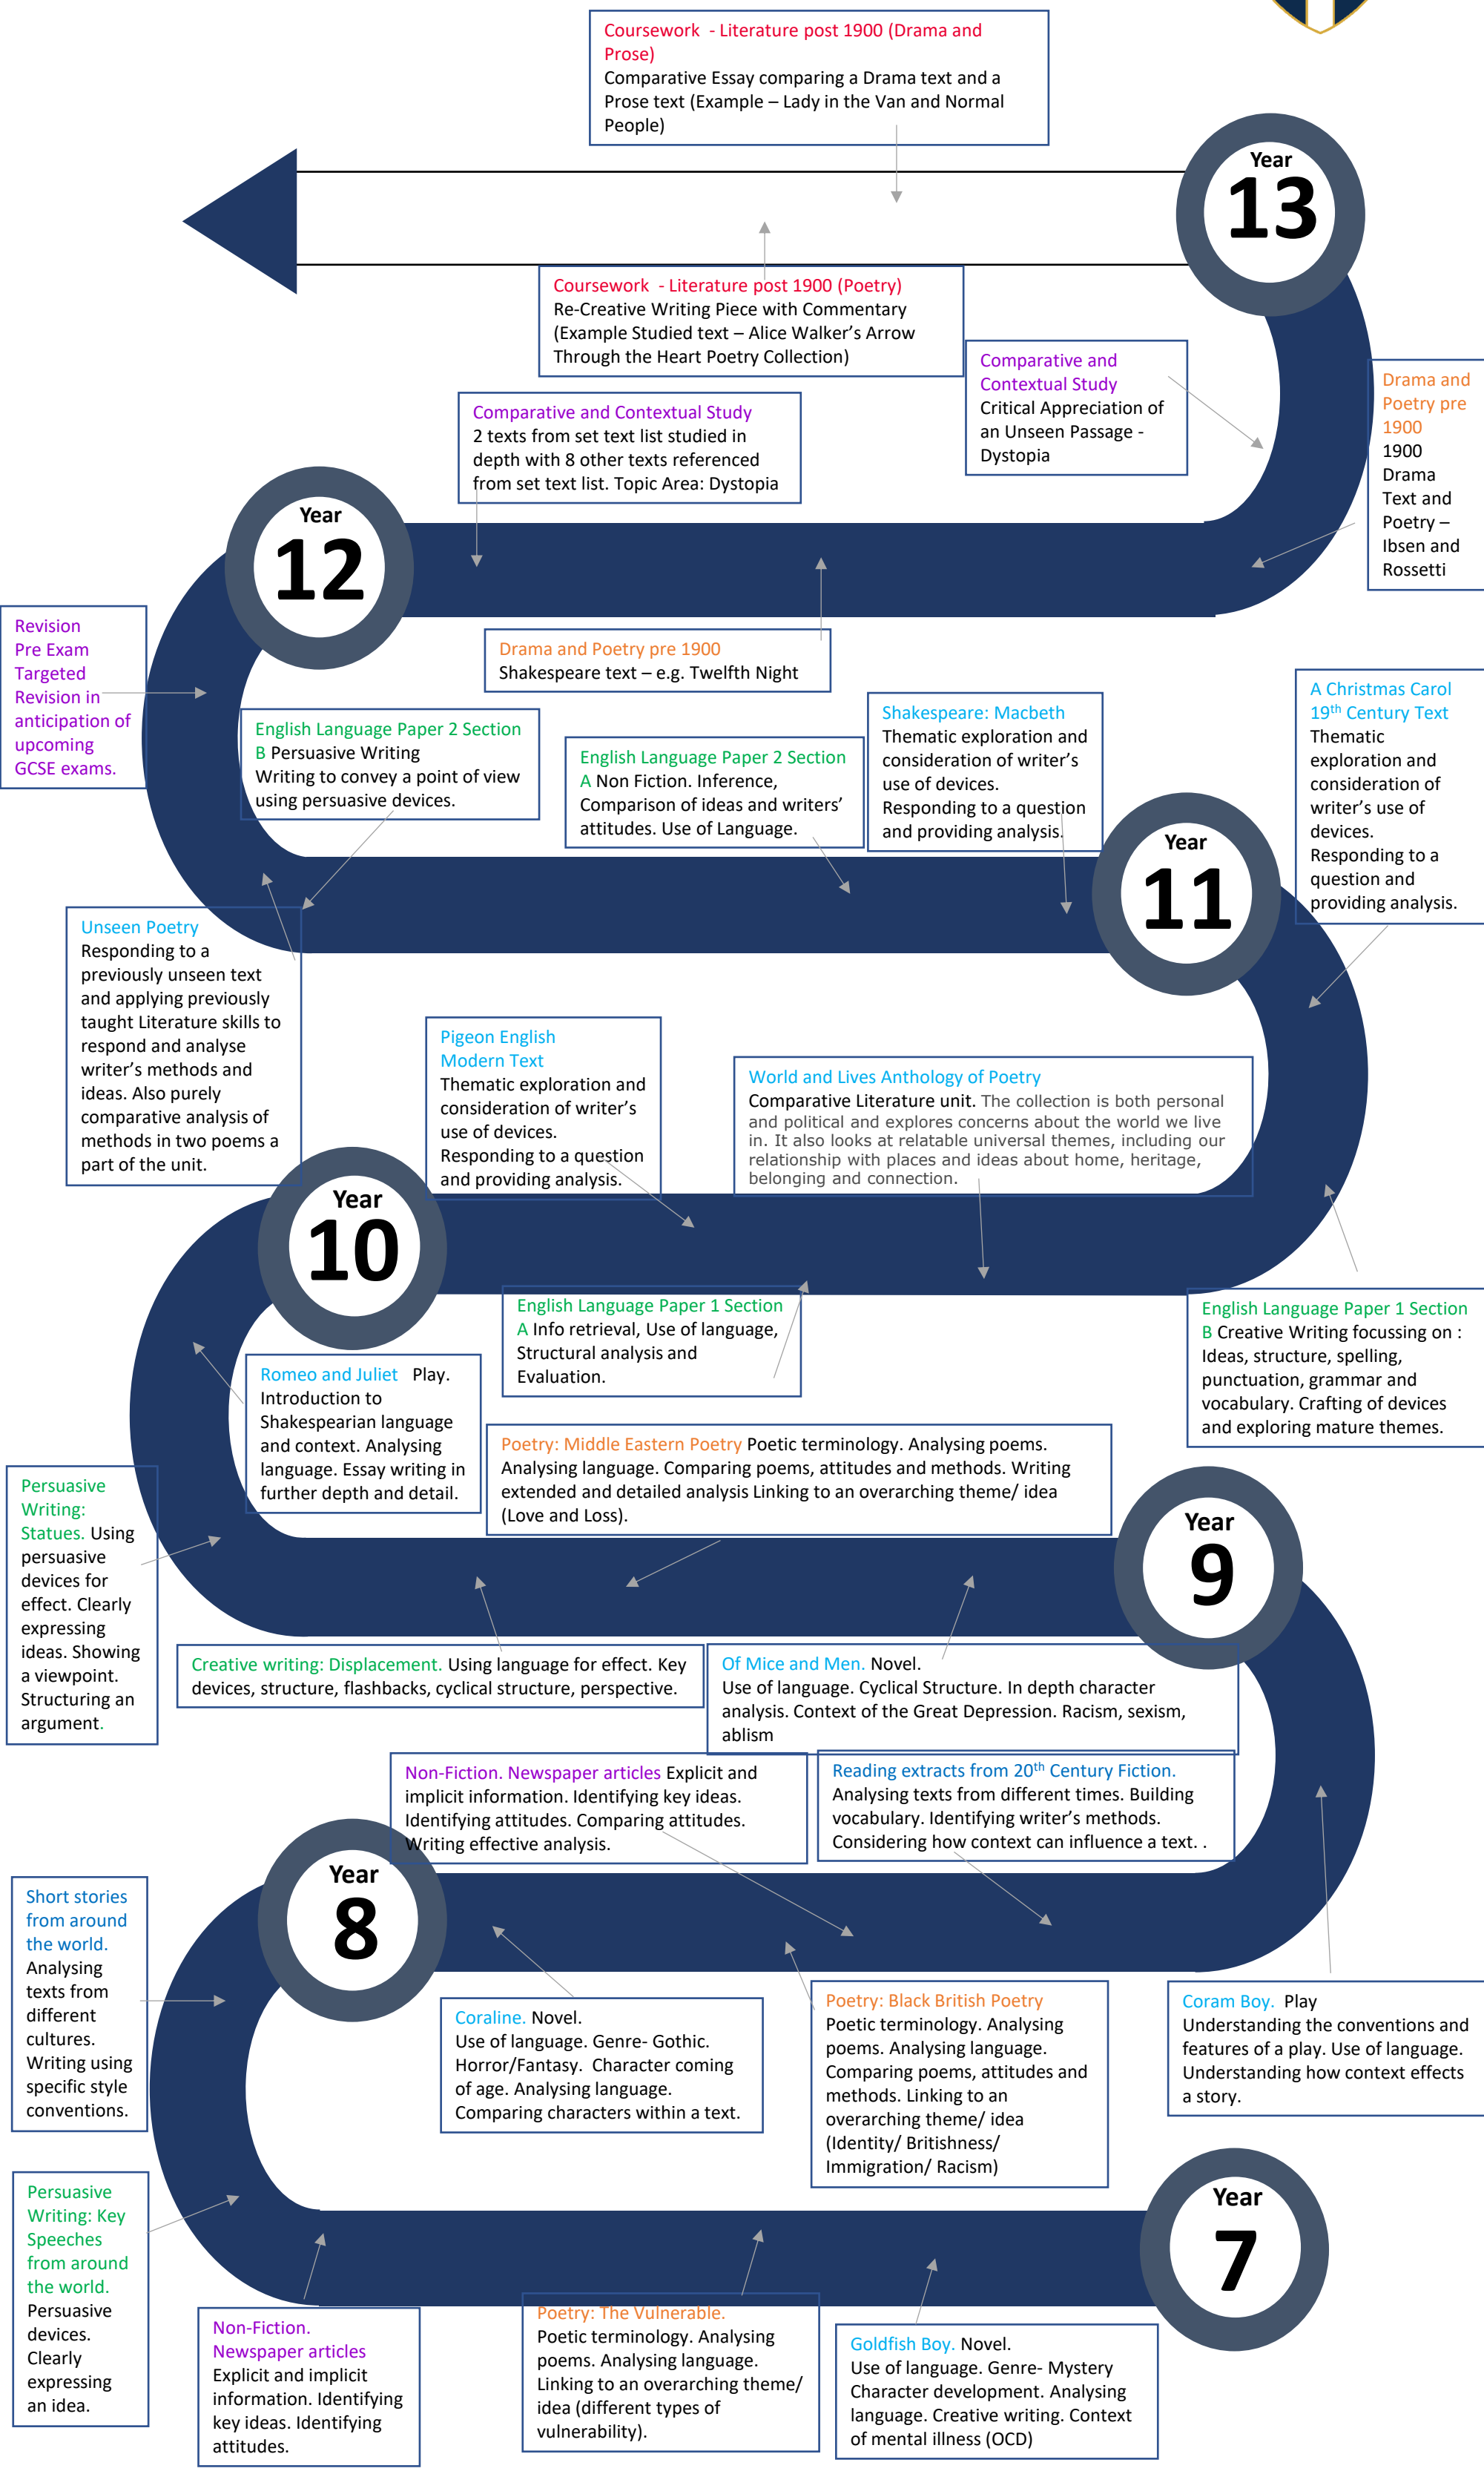 Coursework - Literature post 1900 (Drama and
Prose)
Comparative Essay comparing a Drama text and a
Prose text (Example – Lady in the Van and Normal
People)
Year
13
Coursework - Literature post 1900 (Poetry)
Re-Creative Writing Piece with Commentary
(Example Studied text – Alice Walker’s Arrow
Through the Heart Poetry Collection)
Comparative and
Contextual Study
Critical Appreciation of
an Unseen Passage -
Dystopia
Drama and
Poetry pre
1900
1900
Drama
Text and
Poetry –
Ibsen and
Rossetti
Comparative and Contextual Study
2 texts from set text list studied in
depth with 8 other texts referenced
from set text list. Topic Area: Dystopia
Year
12
Drama and Poetry pre 1900
Shakespeare text – e.g. Twelfth Night
Revision
Pre Exam
Targeted
Revision in
anticipation of
upcoming
GCSE exams.
English Language Paper 2 Section
B Persuasive Writing
Writing to convey a point of view
using persuasive devices.
English Language Paper 2 Section
A Non Fiction. Inference,
Comparison of ideas and writers’
attitudes. Use of Language.
Shakespeare: Macbeth
Thematic exploration and
consideration of writer’s
use of devices.
Responding to a question
and providing analysis.
A Christmas Carol
19th Century Text
Thematic
exploration and
consideration of
writer’s use of
devices.
Responding to a
question and
providing analysis.
Year
11
Unseen Poetry
Responding to a
previously unseen text
and applying previously
taught Literature skills to
respond and analyse
writer’s methods and
ideas. Also purely
comparative analysis of
methods in two poems a
part of the unit.
Pigeon English
Modern Text
Thematic exploration and
consideration of writer’s
use of devices.
Responding to a question
and providing analysis.
World and Lives Anthology of Poetry
Comparative Literature unit. The collection is both personal
and political and explores concerns about the world we live
in. It also looks at relatable universal themes, including our
relationship with places and ideas about home, heritage,
belonging and connection.
Year
10
English Language Paper 1 Section
A Info retrieval, Use of language,
Structural analysis and
Evaluation.
English Language Paper 1 Section
B Creative Writing focussing on :
Ideas, structure, spelling,
punctuation, grammar and
vocabulary. Crafting of devices
and exploring mature themes.
Romeo and Juliet Play.
Introduction to
Shakespearian language
and context. Analysing
language. Essay writing in
further depth and detail.
Poetry: Middle Eastern Poetry Poetic terminology. Analysing poems.
Analysing language. Comparing poems, attitudes and methods. Writing
extended and detailed analysis Linking to an overarching theme/ idea
(Love and Loss).
Persuasive
Writing:
Statues. Using
persuasive
devices for
effect. Clearly
expressing
ideas. Showing
a viewpoint.
Structuring an
argument.
Year
9
Creative writing: Displacement. Using language for effect. Key
devices, structure, flashbacks, cyclical structure, perspective.
Of Mice and Men. Novel.
Use of language. Cyclical Structure. In depth character
analysis. Context of the Great Depression. Racism, sexism,
ablism
Non-Fiction. Newspaper articles Explicit and
implicit information. Identifying key ideas.
Identifying attitudes. Comparing attitudes.
Writing effective analysis.
Reading extracts from 20th Century Fiction.
Analysing texts from different times. Building
vocabulary. Identifying writer’s methods.
Considering how context can influence a text. .
Year
8
Short stories
from around
the world.
Analysing
texts from
different
cultures.
Writing using
specific style
conventions.
Coraline. Novel.
Use of language. Genre- Gothic.
Horror/Fantasy. Character coming
of age. Analysing language.
Comparing characters within a text.
Poetry: Black British Poetry
Poetic terminology. Analysing
poems. Analysing language.
Comparing poems, attitudes and
methods. Linking to an
overarching theme/ idea
(Identity/ Britishness/
Immigration/ Racism)
Coram Boy. Play
Understanding the conventions and
features of a play. Use of language.
Understanding how context effects
a story.
Year
7
Persuasive
Writing: Key
Speeches
from around
the world.
Persuasive
devices.
Clearly
expressing
an idea.
Non-Fiction.
Newspaper articles
Explicit and implicit
information. Identifying
key ideas. Identifying
attitudes.
Poetry: The Vulnerable.
Poetic terminology. Analysing
poems. Analysing language.
Linking to an overarching theme/
idea (different types of
vulnerability).
Goldfish Boy. Novel.
Use of language. Genre- Mystery
Character development. Analysing
language. Creative writing. Context
of mental illness (OCD)